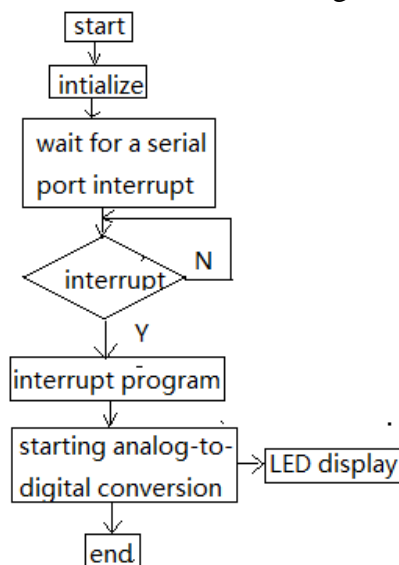 start
intialize
wait for a serial
port interrupt
interrupt
N
Y
interrupt program
starting analog-to-
digital conversion
LED display
end